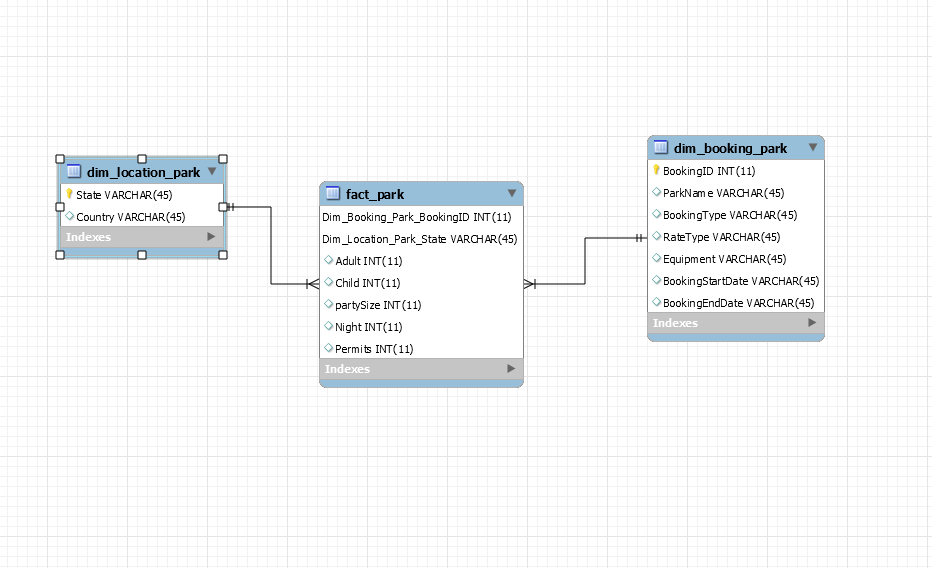 dim_location_park
State VARCHAR(45)
Country VARCHAR(45)
Indexes
fact_park
Dim_Booking_Park_BookingID INT(11)
Dim_Location_Park_State VARCHAR(45)
Adult INT(11)
Child INT(11)
partySize INT(11)
Night INT(11)
Permits INT(11)
Indexes
dim_booking_park
BookingID INT(11)
ParkName VARCHAR(45)
BookingType VARCHAR(45)
RateType VARCHAR(45)
Equipment VARCHAR(45)
BookingStartDate VARCHAR(45)
BookingEndDate VARCHAR(45)
Indexes